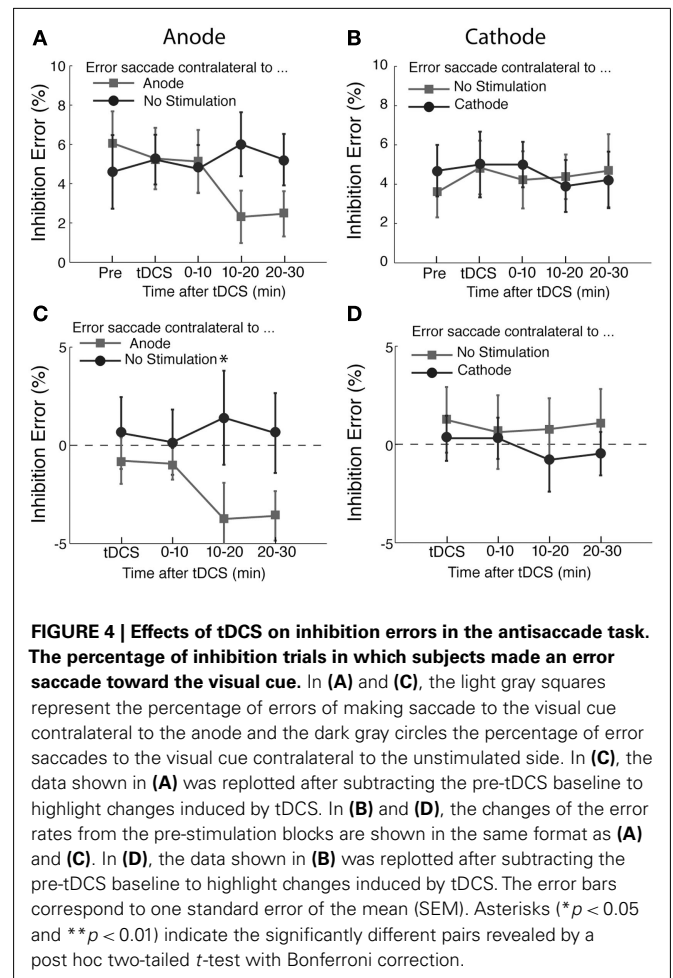 A Anode
Error saccade contralateral to ...
Anode
No Stimulation
Inhibition Error (%)
10
8
6
4
2
0
Pre tDCS 0-10 10-20 20-30
Time after tDCS (min)
B Cathode
Error saccade contralateral to ...
No Stimulation
Cathode
Inhibition Error (%)
10
8
6
4
2
0
Pre tDCS 0-10 10-20 20-30
Time after tDCS (min)
C
Error saccade contralateral to ...
Anode
No Stimulation *
Inhibition Error (%)
5
0
-5
tDCS 0-10 10-20 20-30
Time after tDCS (min)
D
Error saccade contralateral to ...
No Stimulation
Cathode
Inhibition Error (%)
5
0
-5
tDCS 0-10 10-20 20-30
Time after tDCS (min)
FIGURE 4 | Effects of tDCS on inhibition errors in the antisaccade task.
The percentage of inhibition trials in which subjects made an error
saccade toward the visual cue. In (A) and (C), the light gray squares
represent the percentage of errors of making saccade to the visual cue
contralateral to the anode and the dark gray circles the percentage of error
saccades to the visual cue contralateral to the unstimulated side. In (C), the
data shown in (A) was replotted after subtracting the pre-tDCS baseline to
highlight changes induced by tDCS. In (B) and (D), the changes of the error
rates from the pre-stimulation blocks are shown in the same format as (A)
and (C). In (D), the data shown in (B) was replotted after subtracting the
pre-tDCS baseline to highlight changes induced by tDCS. The error bars
correspond to one standard error of the mean (SEM). Asterisks (*p < 0.05
and **p < 0.01) indicate the significantly different pairs revealed by a
post hoc two-tailed t-test with Bonferroni correction.